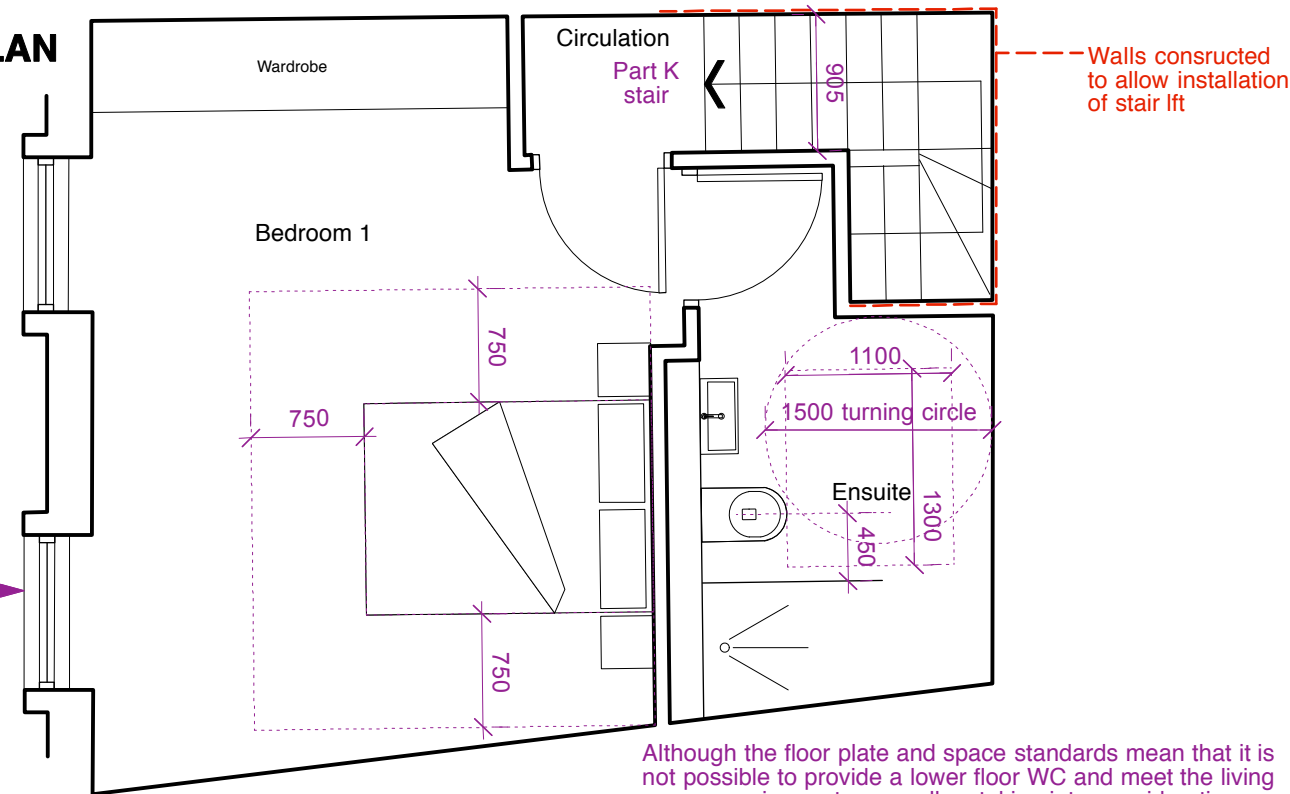 LAN
Wardrobe
Circulation
Part K
stair
905
Walls consructed
to allow installation
of stair lft
Bedroom 1
750
750
750
1100
1500 turning circle
Ensuite
1300
450
Although the floor plate and space standards mean that it is
not possible to provide a lower floor WC and meet the living